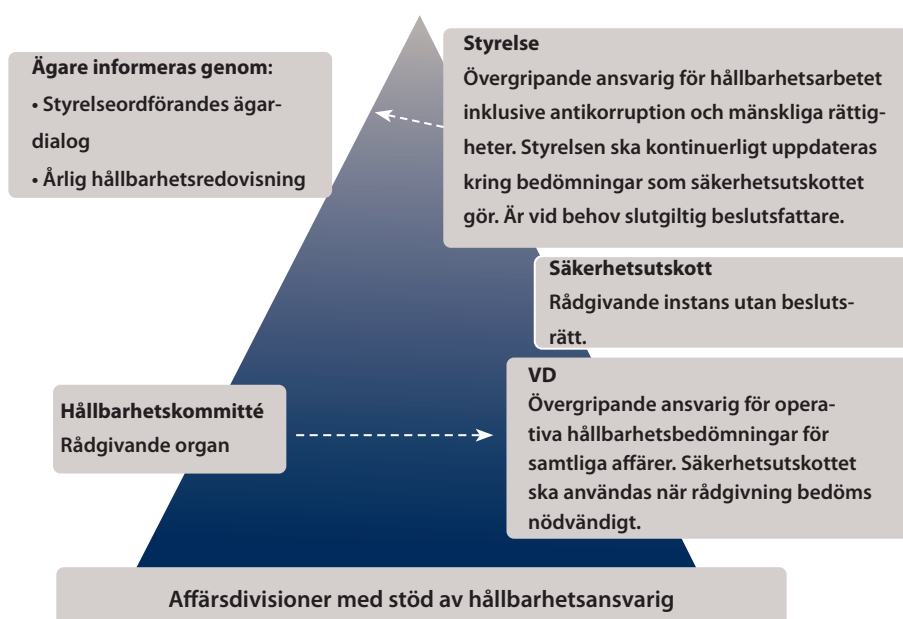 Ägare informeras genom:
• Styrelseordförandes ägar-
dialog
• Årlig hållbarhetsredovisning
Styrelse
Övergripande ansvarig för hållbarhetsarbetet
inklusive antikorruption och mänskliga rättig-
heter. Styrelsen ska kontinuerligt uppdateras
kring bedömningar som säkerhetsutskottet
gör. Är vid behov slutgiltig beslutsfattare.
Säkerhetsutskott
Rådgivande instans utan besluts-
rätt.
Hållbarhetskommitté
Rådgivande organ
VD
Övergripande ansvarig för opera-
tiva hållbarhetsbedömningar för
samtliga affärer. Säkerhetsutskottet
ska användas när rådgivning bedöms
nödvändigt.
Affärsdivisioner med stöd av hållbarhetsansvarig